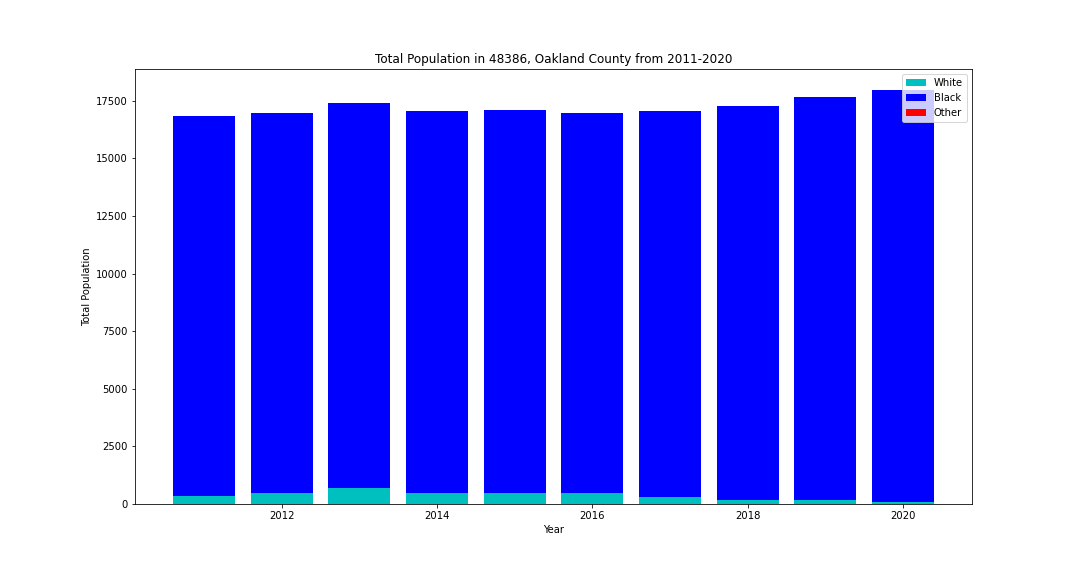 Total Population in 48386, Oakland County from 2011-2020
White
Black
Other
17500
15000
12500
10000
7500
5000
2500
0
Total Population
2012
2014
2016
2018
2020
Year